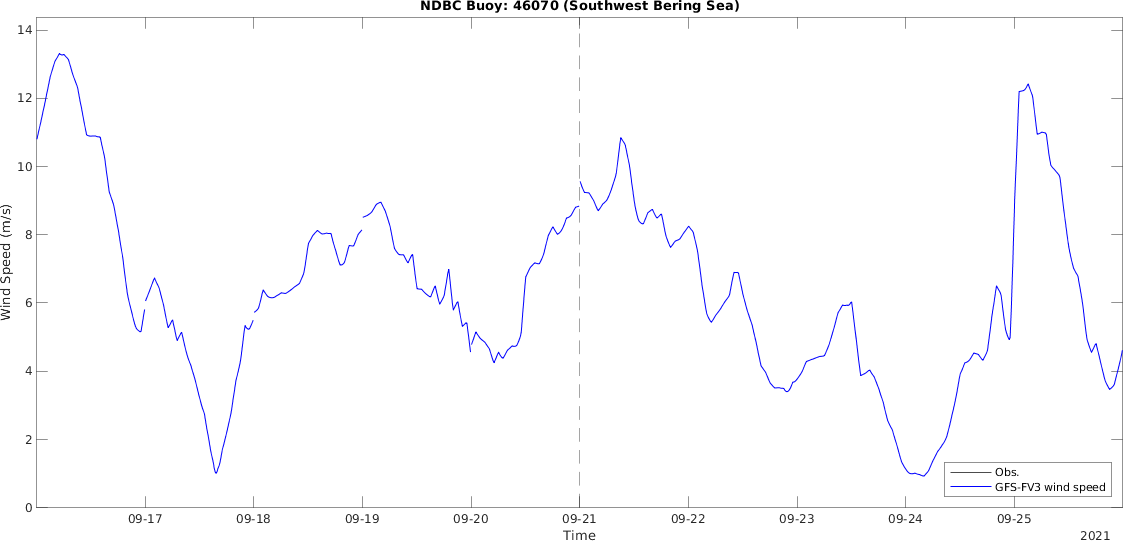 NDBC Buoy: 46070 (Southwest Bering Sea)
14
12
10
8
6
4
2
0
Wind Speed (m/s)
09-17 09-18 09-19 09-20 09-21 09-22 09-23 09-24 09-25
Time
2021
Obs.
GFS-FV3 wind speed